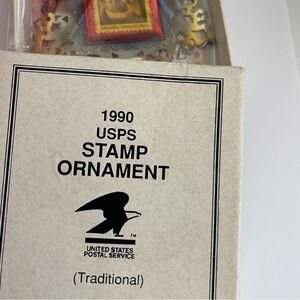 1990
USPS
STAMP
ORNAMENT
UNITED STATES
POSTAL SERVICE
(Traditional)